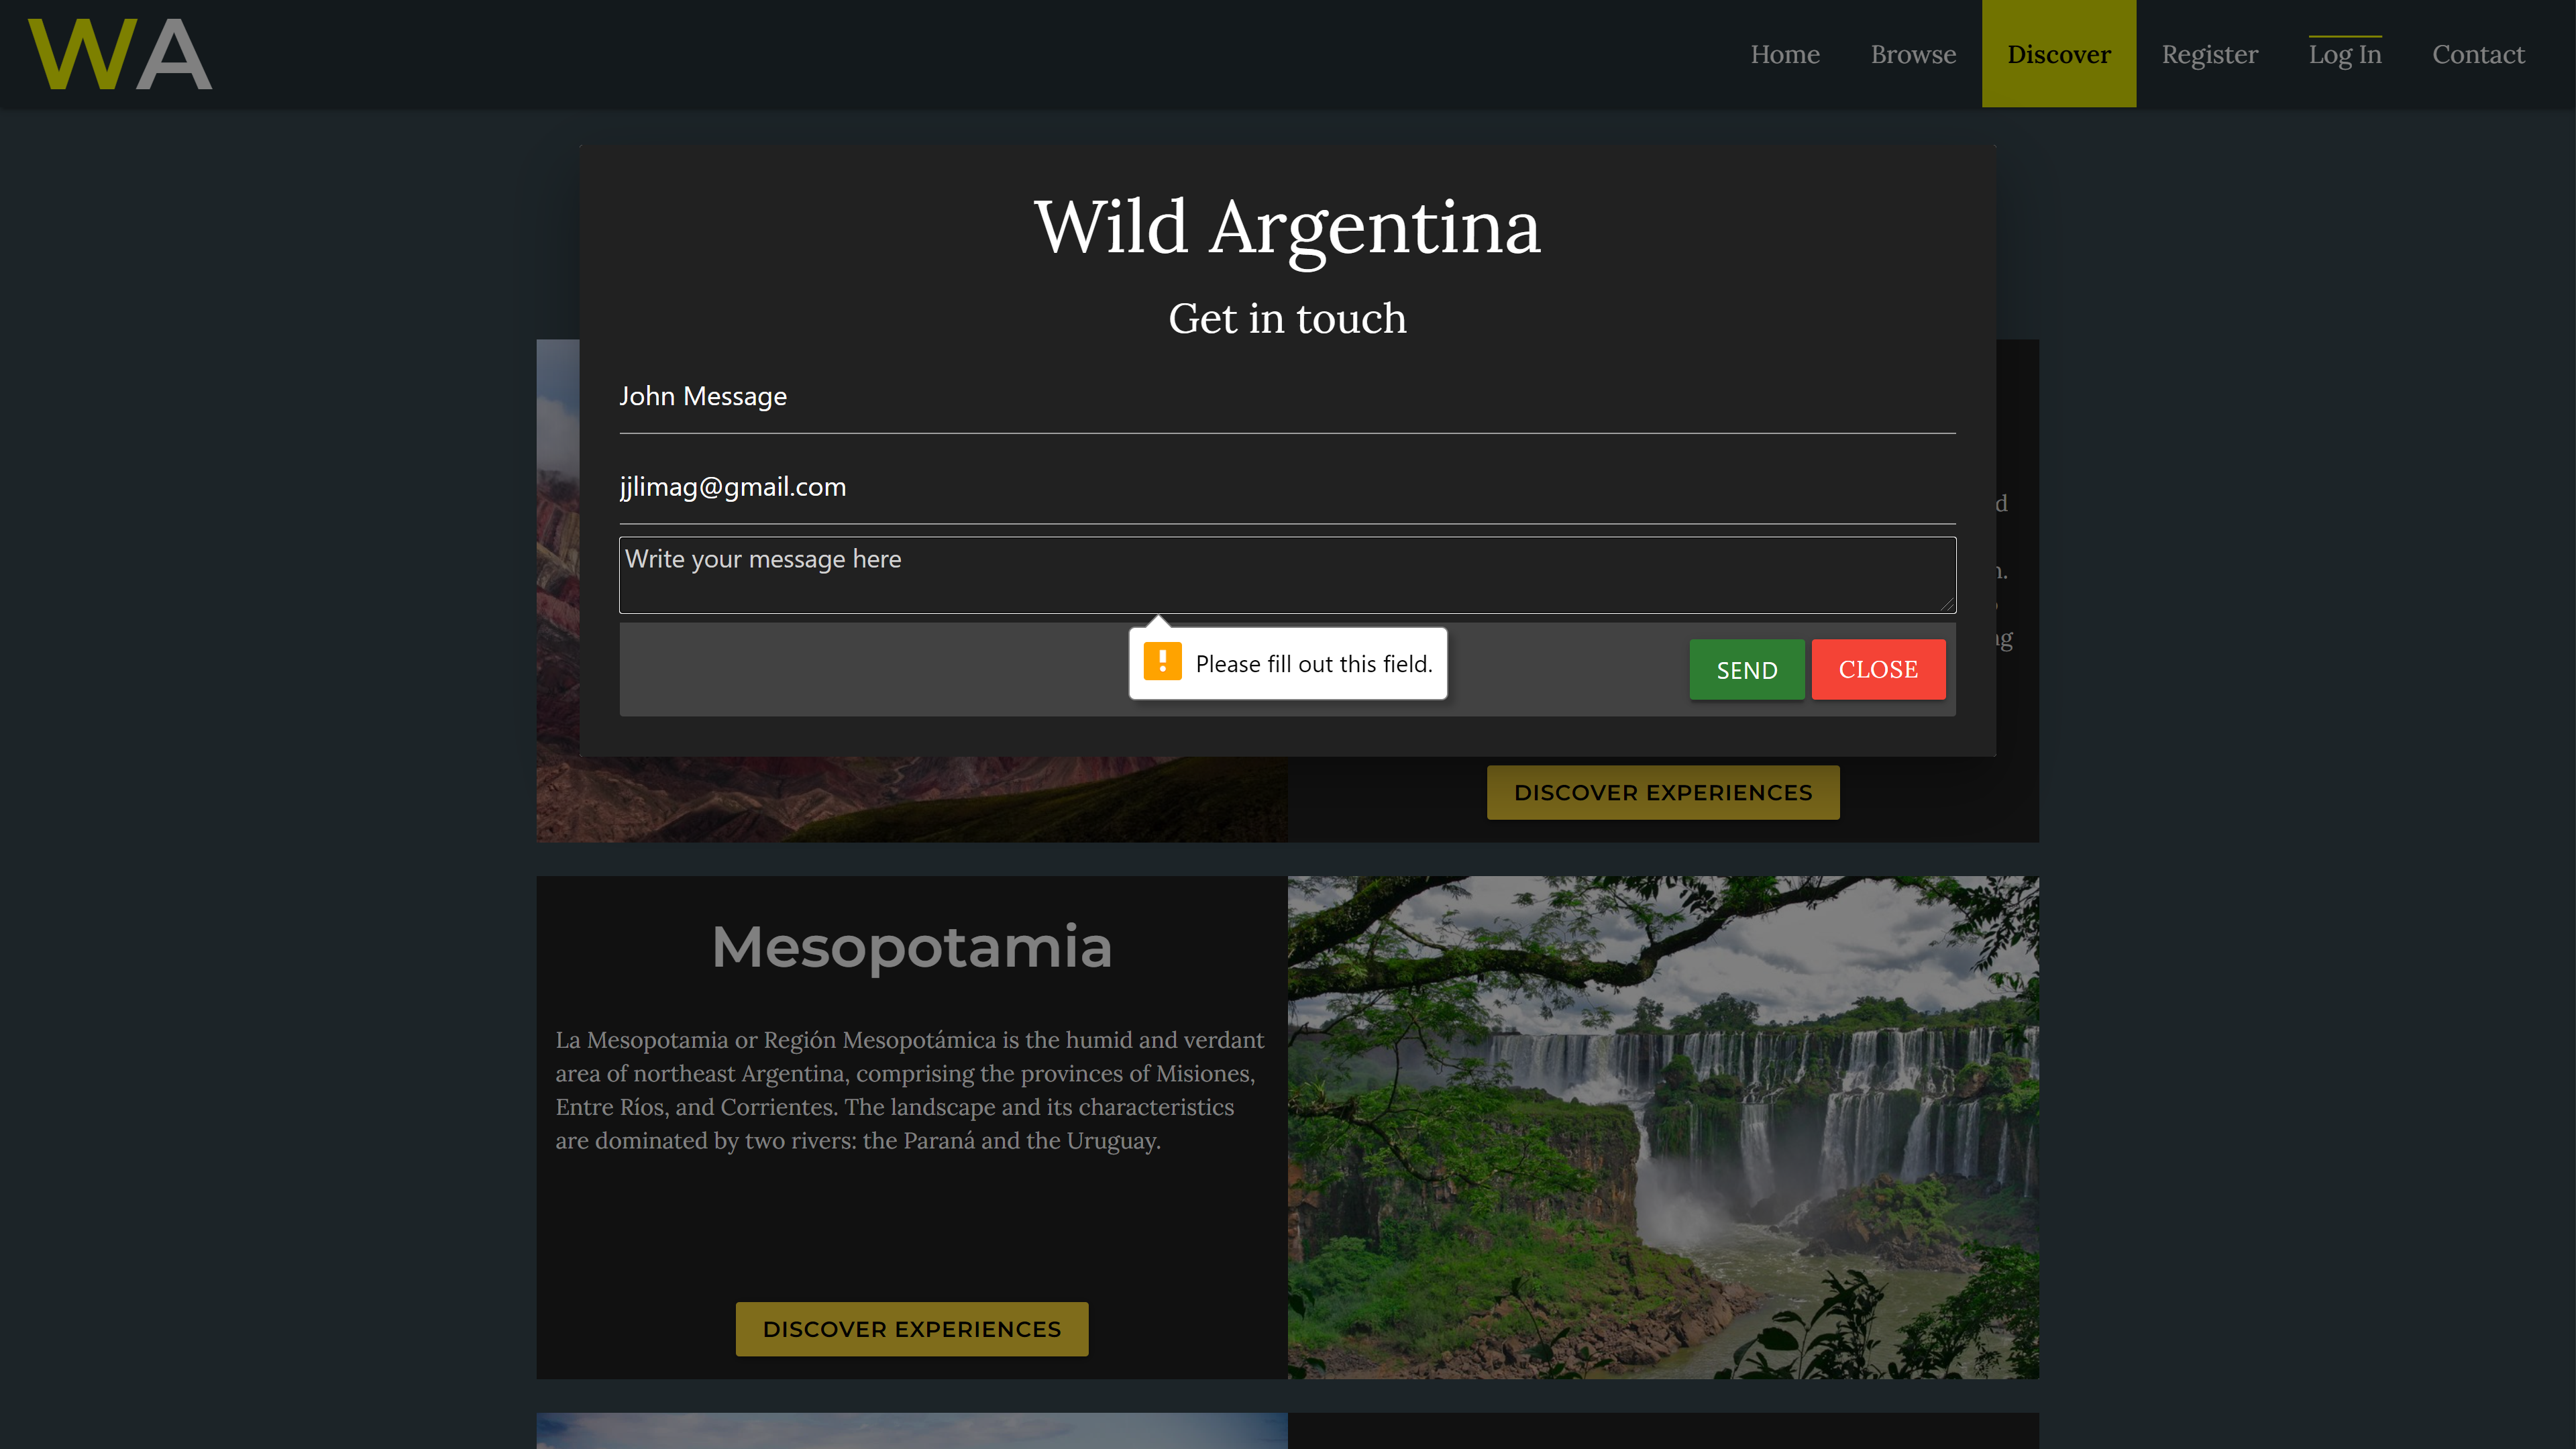 WA
Home Browse Discover Register Log In Contact
Wild Argentina
Get in touch
John Message
jjlimag@gmail.com
Write your message here
Please fill out this field.
SEND CLOSE
DISCOVER EXPERIENCES
Mesopotamia
La Mesopotamia or Región Mesopotámica is the humid and verdant
area of northeast Argentina, comprising the provinces of Misiones,
Entre Ríos, and Corrientes. The landscape and its characteristics
are dominated by two rivers: the Paraná and the Uruguay.
DISCOVER EXPERIENCES